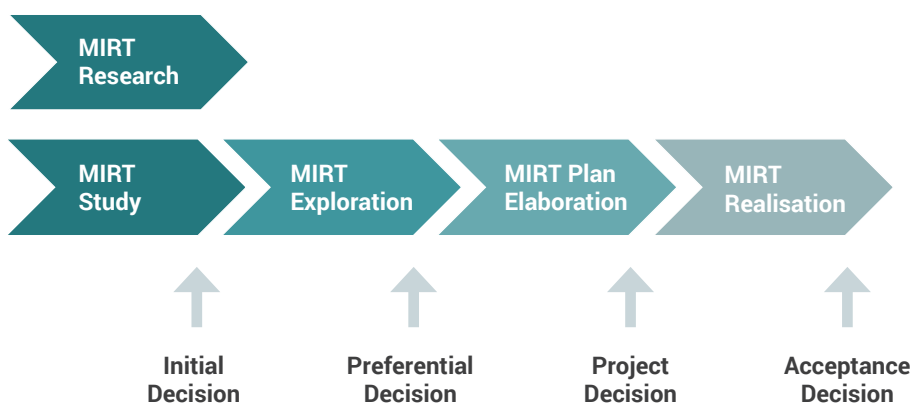 MIRT
Research
MIRT
Study
MIRT
Exploration
MIRT Plan
Elaboration
MIRT
Realisation
Initial
Decision
Preferential
Decision
Project
Decision
Acceptance
Decision